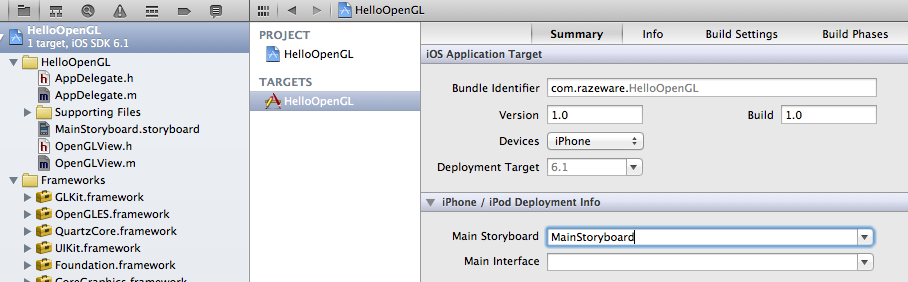 HelloOpenGL
1 target, iOS SDK 6.1
HelloOpenGL
h AppDelegate.h
m AppDelegate.m
Supporting Files
MainStoryboard.storyboard
h OpenGLView.h
m OpenGLView.m
Frameworks
GLKit.framework
OpenGLES.framework
QuartzCore.framework
UIKit.framework
Foundation.framework
CoreGraphics.framework
HelloOpenGL
PROJECT
HelloOpenGL
TARGETS
HelloOpenGL
Summary Info Build Settings Build Phases
iOS Application Target
Bundle Identifier com.razeware.HelloOpenGL
Version 1.0 Build 1.0
Devices iPhone
Deployment Target 6.1
iPhone / iPod Deployment Info
Main Storyboard MainStoryboard
Main Interface